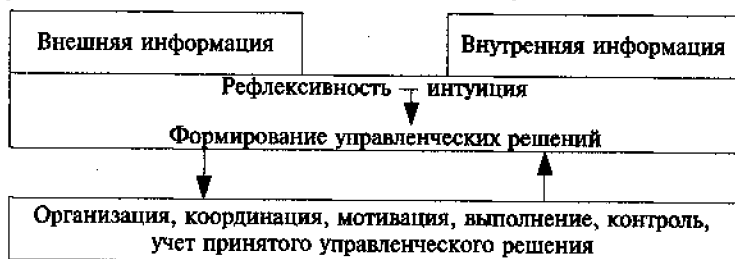 Внешняя информация
Внутренняя информация
Рефлексивность интуиция
Формирование управленческих решений
Организация, координация, мотивация, выполнение, контроль,
учет принятого управленческого решения